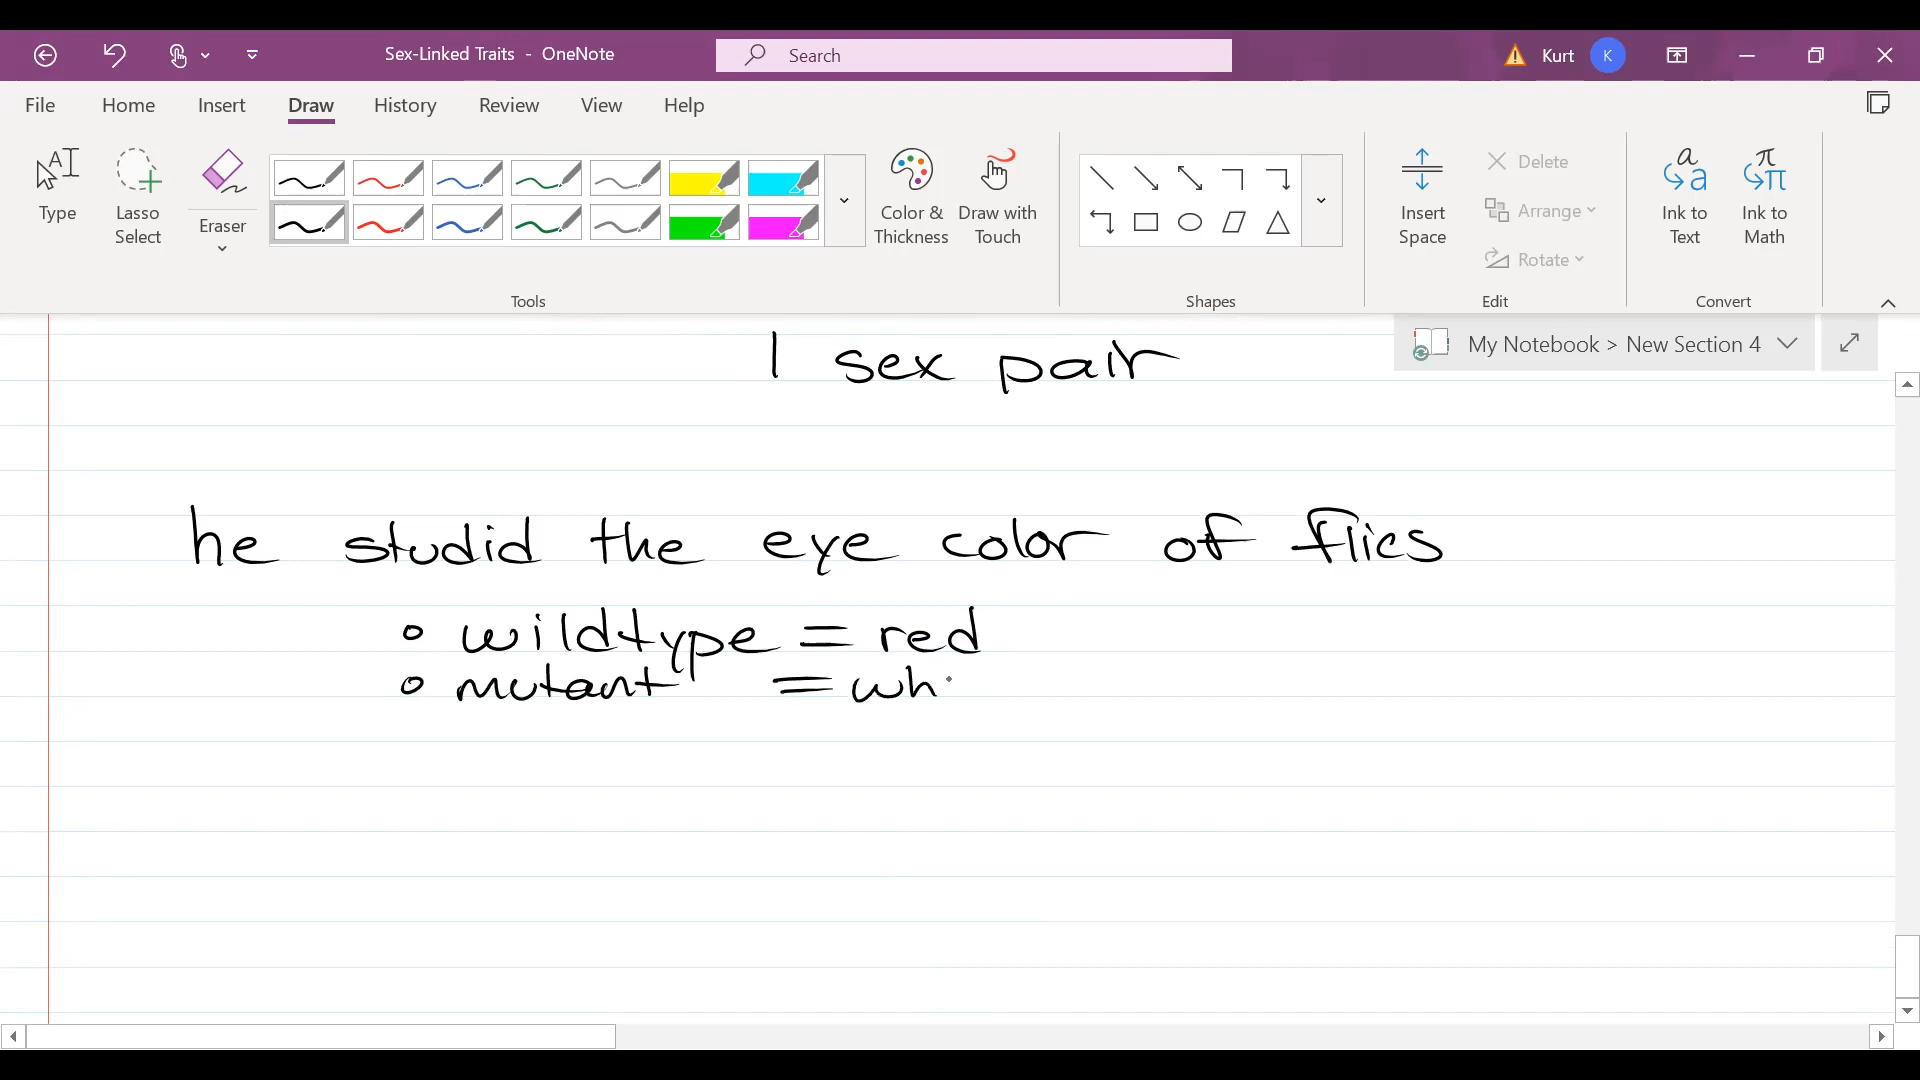 Sex-Linked Traits - OneNote
Search
Kurt
K
File Home Insert Draw History Review View Help
Type
Lasso Select
Eraser
Color & Thickness
Draw with Touch
Insert Space
Delete
Arrange
Rotate
Ink to Text
Ink to Math
Tools
Shapes
Edit
Convert
My Notebook > New Section 4
1 sex pair
he studid the eye color of flies
• wildtype = red
• mutant = wh